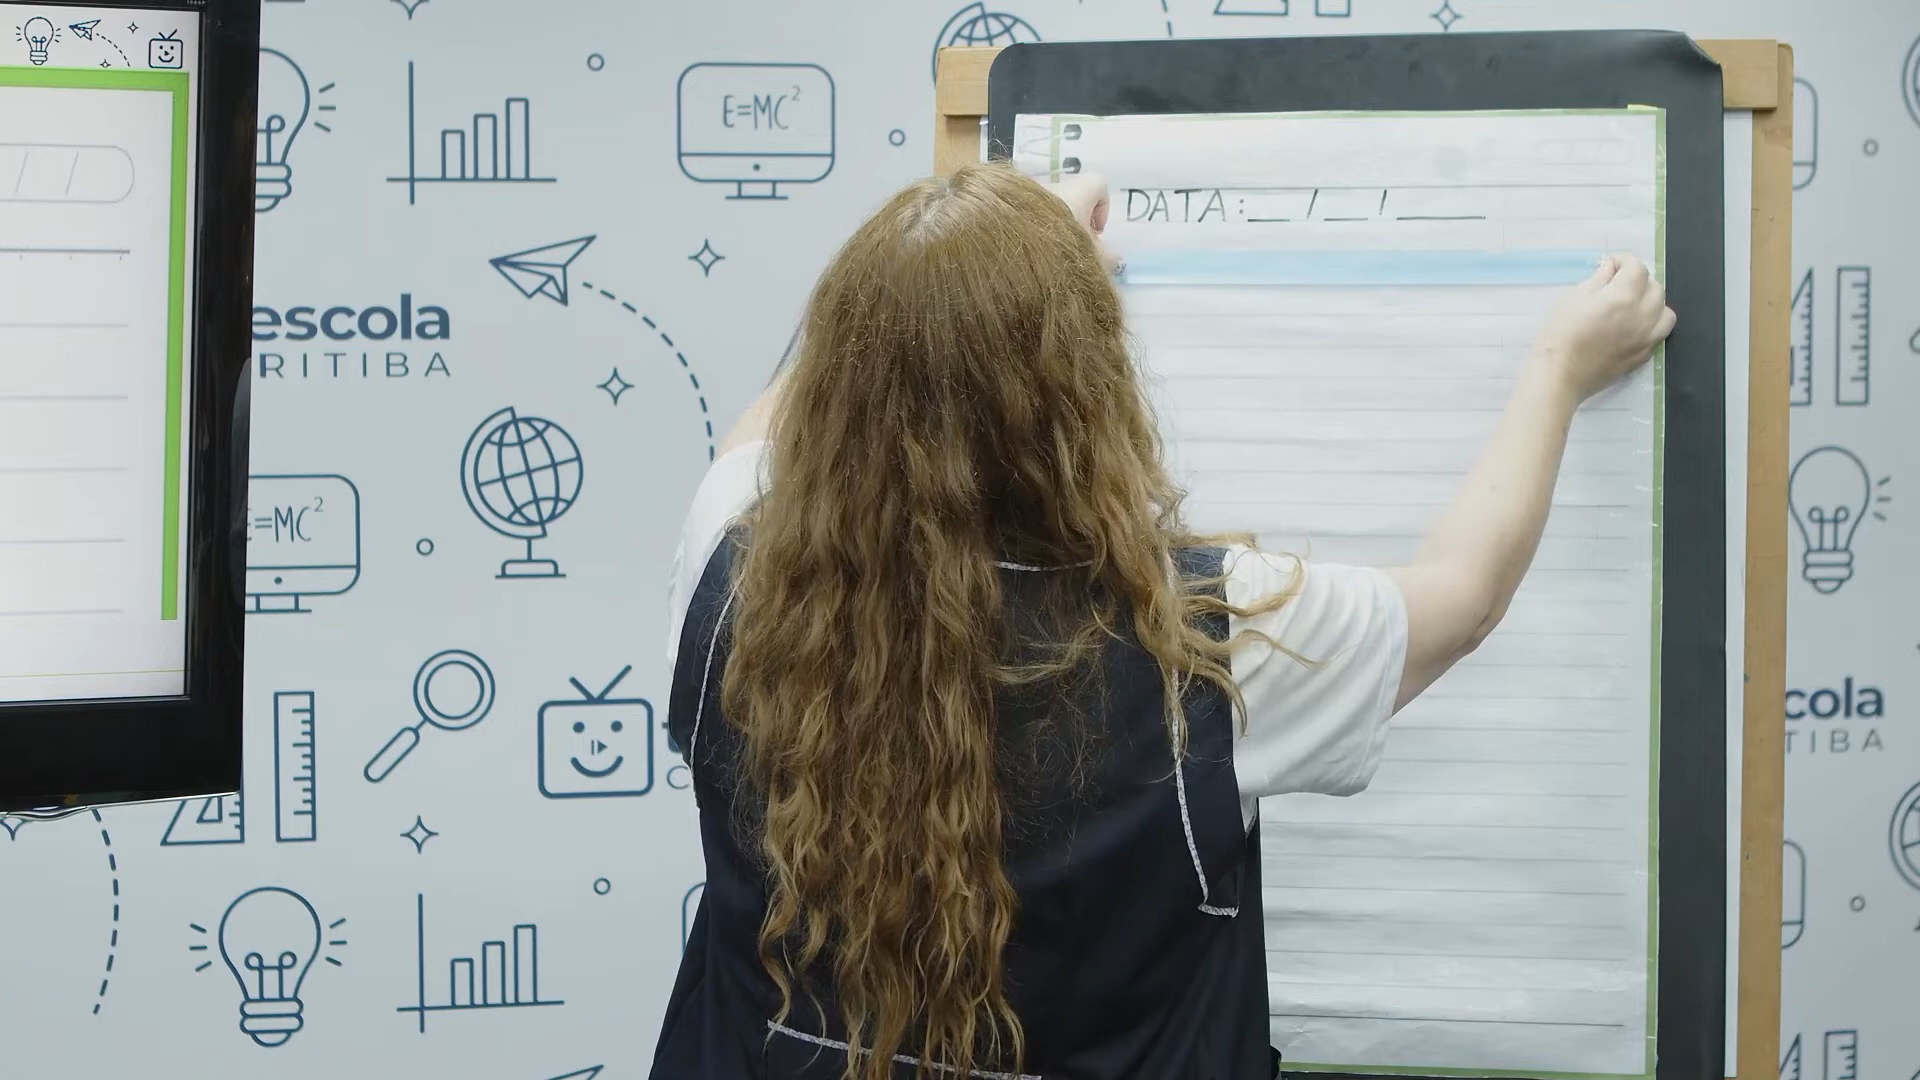 E=MC²
DATA:__/__/____
escola
RITIBA
=MC²
cola
TIBA